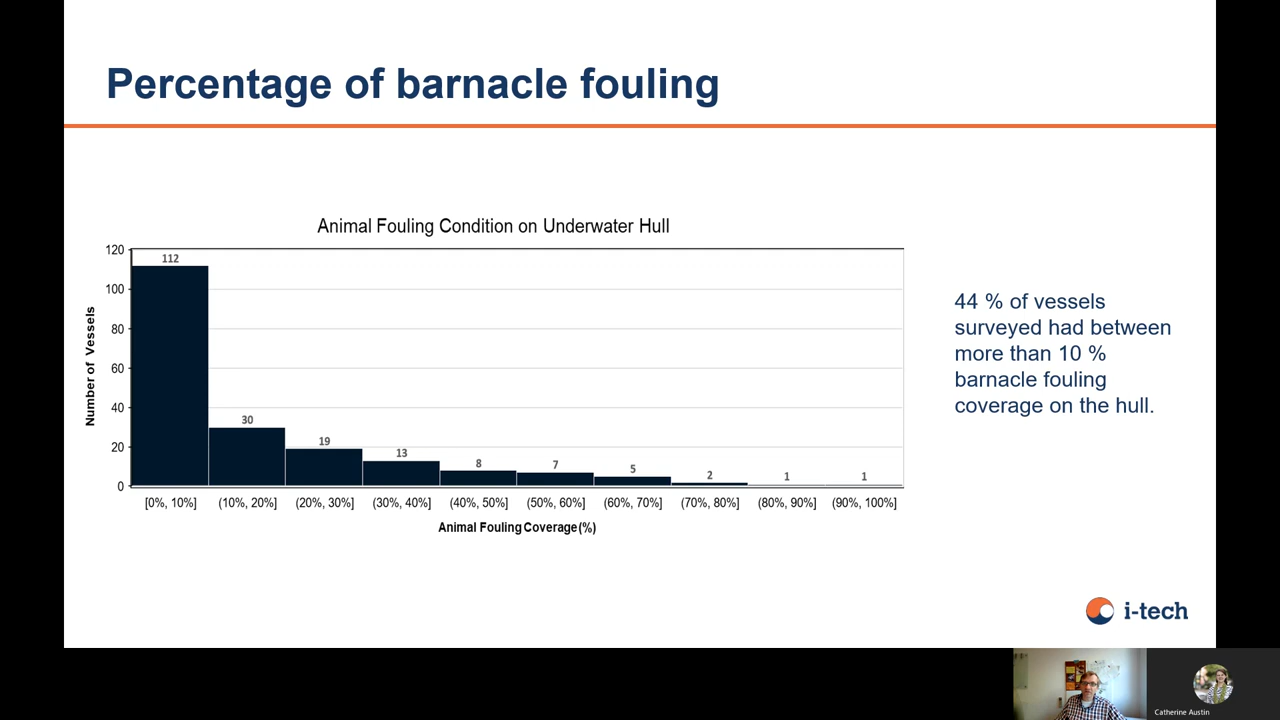 Percentage of barnacle fouling
Animal Fouling Condition on Underwater Hull
120
100
80
60
40
20
0
Number of Vessels
112
30
19
13
8
7
5
2
1
1
[0%, 10%]
(10%, 20%]
(20%, 30%]
(30%, 40%]
(40%, 50%]
(50%, 60%]
(60%, 70%]
(70%, 80%]
(80%, 90%]
(90%, 100%]
Animal Fouling Coverage(%)
44 % of vessels
surveyed had between
more than 10 %
barnacle fouling
coverage on the hull.
i-tech
Catherine Austin